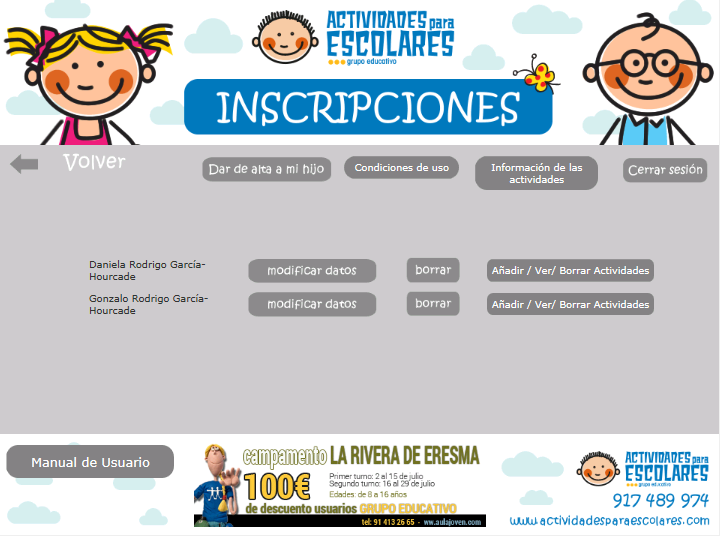 ACTIVIDADES para
ESCOLARES
grupo educativo
INSCRIPCIONES
Volver
Dar de alta a mi hijo
Condiciones de uso
Información de las
actividades
Cerrar sesión
Daniela Rodrigo García-
Hourcade
modificar datos
borrar
Añadir / Ver/ Borrar Actividades
Gonzalo Rodrigo García-
Hourcade
modificar datos
borrar
Añadir / Ver/ Borrar Actividades
Manual de Usuario
campamento LA RIVERA DE ERESMA
100€
Primer turno: 2 al 15 de julio
Segundo turno: 16 al 29 de julio
Edades: de 8 a 16 años
de descuento usuarios GRUPO EDUCATIVO
tel: 91 413 26 65 - www.aulajoven.com
ACTIVIDADES para
ESCOLARES
grupo educativo
917 489 974
www.actividadesparaescolares.com